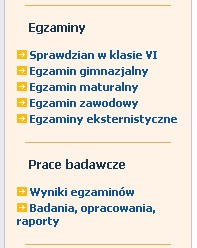 Egzaminy
Sprawdzian w klasie VI
Egzamin gimnazjalny
Egzamin maturalny
Egzamin zawodowy
Egzaminy eksternistyczne
Prace badawcze
Wyniki egzaminów
Badania, opracowania,
raporty